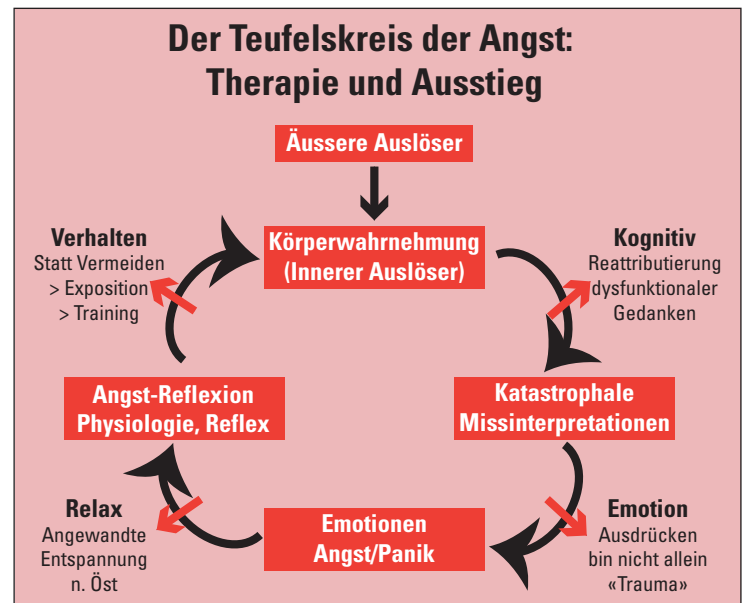 Der Teufelskreis der Angst:
Therapie und Ausstieg
Äussere Auslöser
Körperwahrnehmung
(Innerer Auslöser)
Verhalten
Statt Vermeiden
> Exposition
> Training
Kognitiv
Reattributierung
dysfunktionaler
Gedanken
Angst-Reflexion
Physiologie, Reflex
Katastrophale
Missinterpretationen
Relax
Angewandte
Entspannung
n. Öst
Emotionen
Angst/Panik
Emotion
Ausdrücken
bin nicht allein
«Trauma»